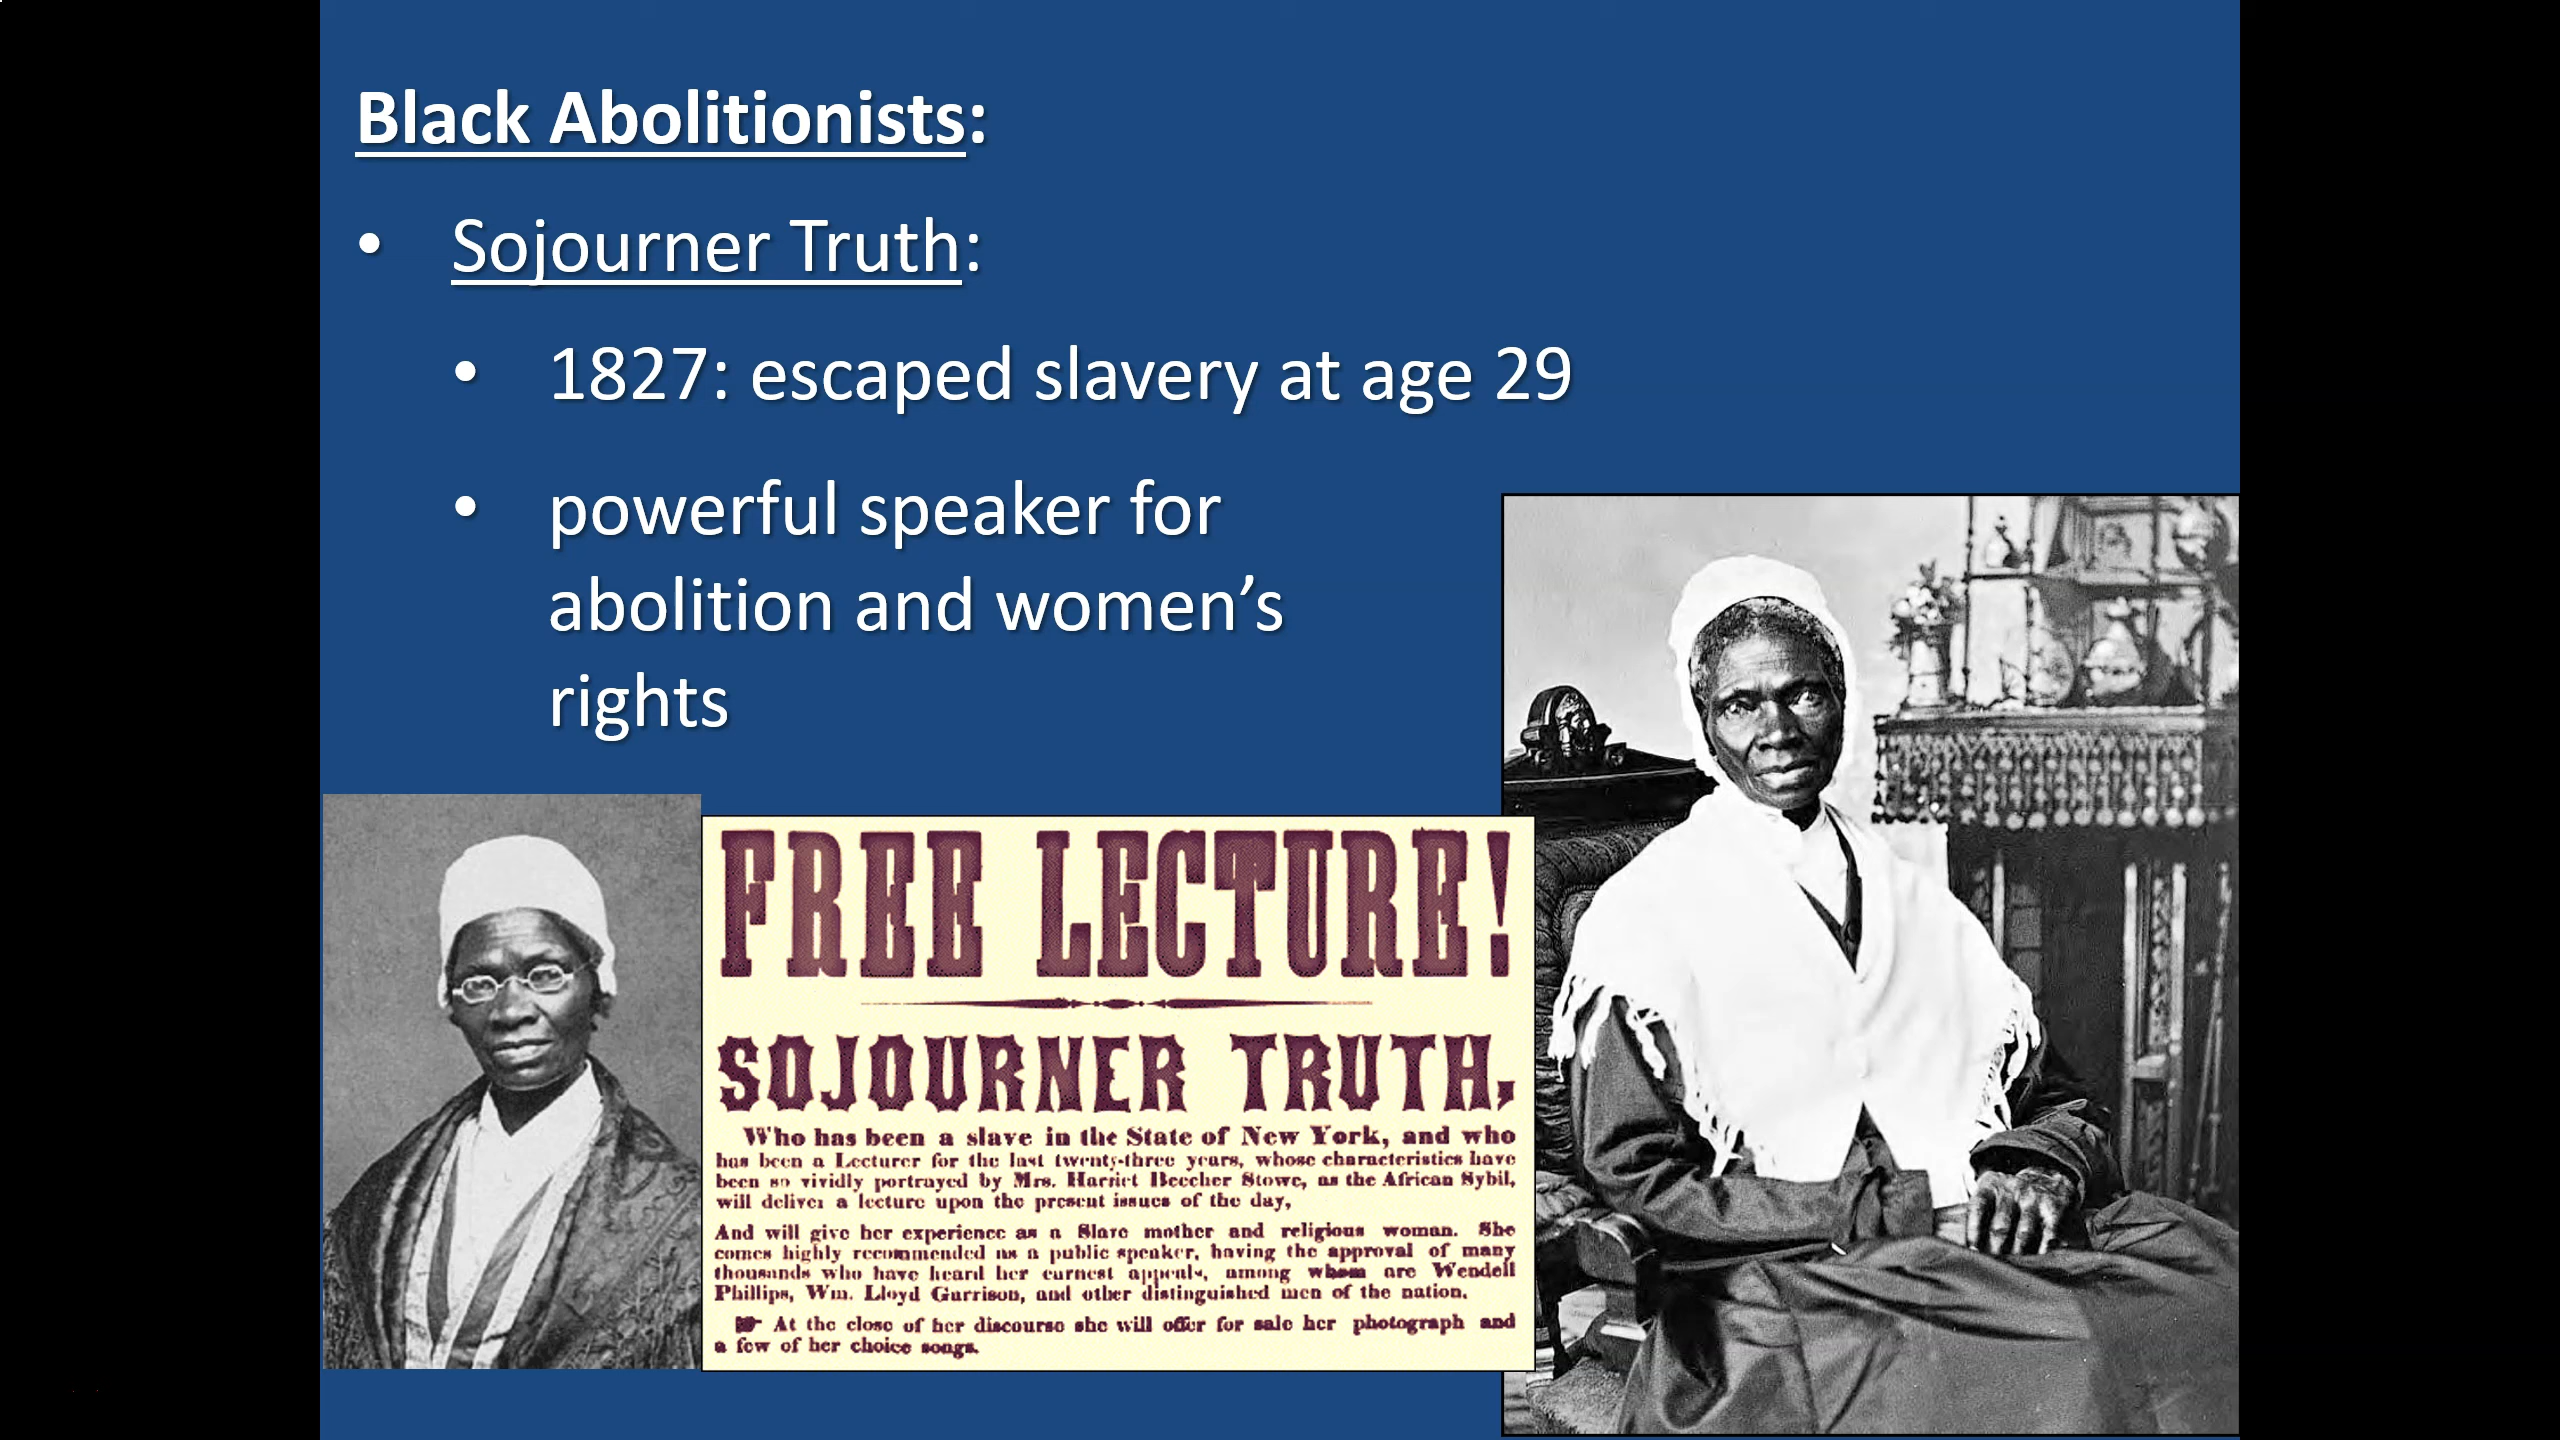 Black Abolitionists:
• Sojourner Truth:
• 1827: escaped slavery at age 29
• powerful speaker for
abolition and women’s
rights
FREE LECTURE!
SOJOURNER TRUTH,
Who has been a slave in the State of New York, and who
has been a Lecturer for the last twenty-three years, whose characteristics have
been so vividly portrayed by Mrs. Harriet Beecher Stowe, as the African Sybil,
will deliver a lecture upon the present issues of the day,
And will give her experience as a Slave mother and religious woman. She
comes highly recommended as a public speaker, having the approval of many
thousands who have heard her earnest appeals, among whom are Wendell
Phillips, Wm. Lloyd Garrison, and other distinguished men of the nation.
☛ At the close of her discourse she will offer for sale her photograph and
a few of her choice songs.